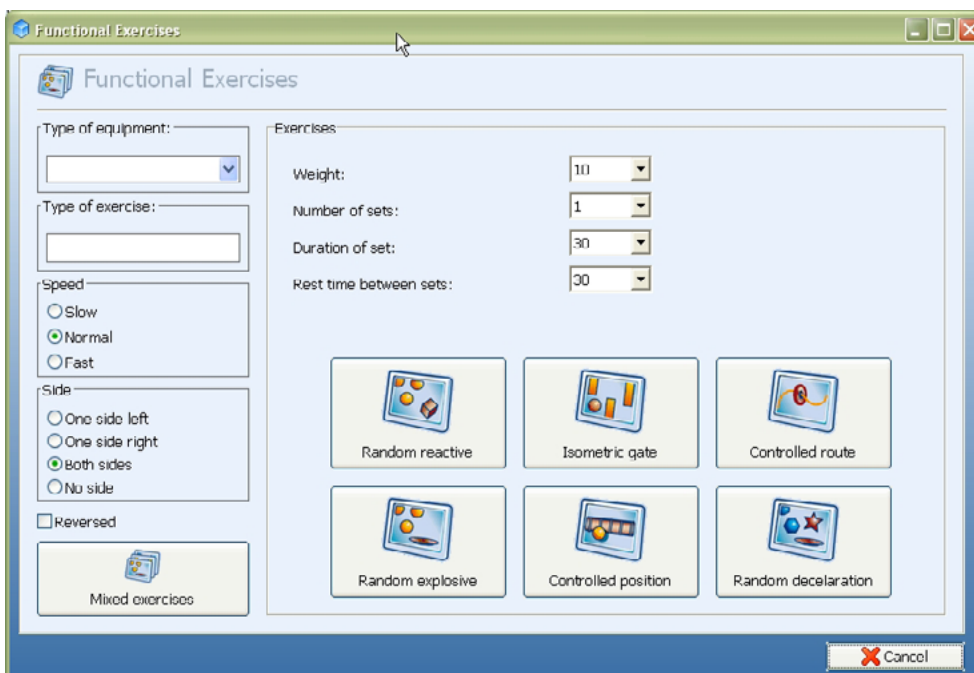 Functional Exercises
Functional Exercises
Type of equipment:
Type of exercise:
Speed
Slow
Normal
Fast
Side
One side left
One side right
Both sides
No side
Reversed
Mixed exercises
Exercises
Weight: 10
Number of sets: 1
Duration of set: 30
Rest time between sets: 30
Random reactive
Isometric gate
Controlled route
Random explosive
Controlled position
Random decelaration
Cancel